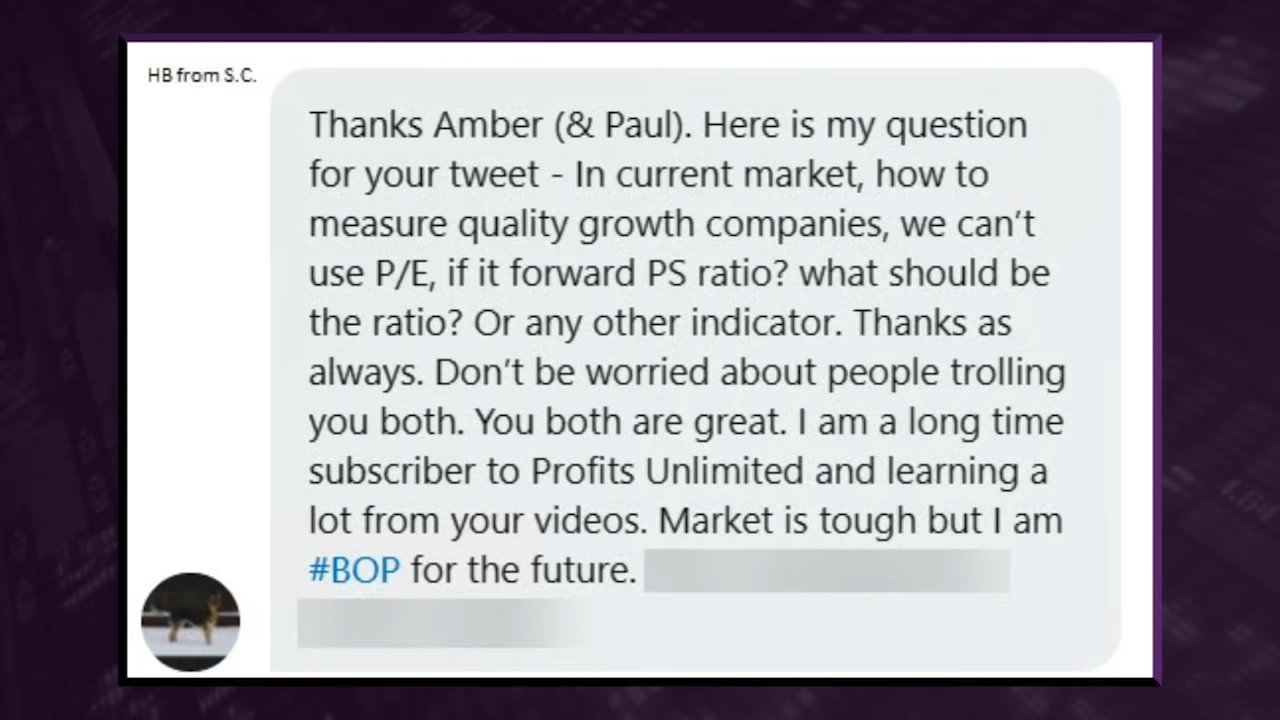 HB from S.C.
Thanks Amber (& Paul). Here is my question
for your tweet - In current market, how to
measure quality growth companies, we can't
use P/E, if it forward PS ratio? what should be
the ratio? Or any other indicator. Thanks as
always. Don't be worried about people trolling
you both. You both are great. I am a long time
subscriber to Profits Unlimited and learning a
lot from your videos. Market is tough but I am
#BOP for the future.